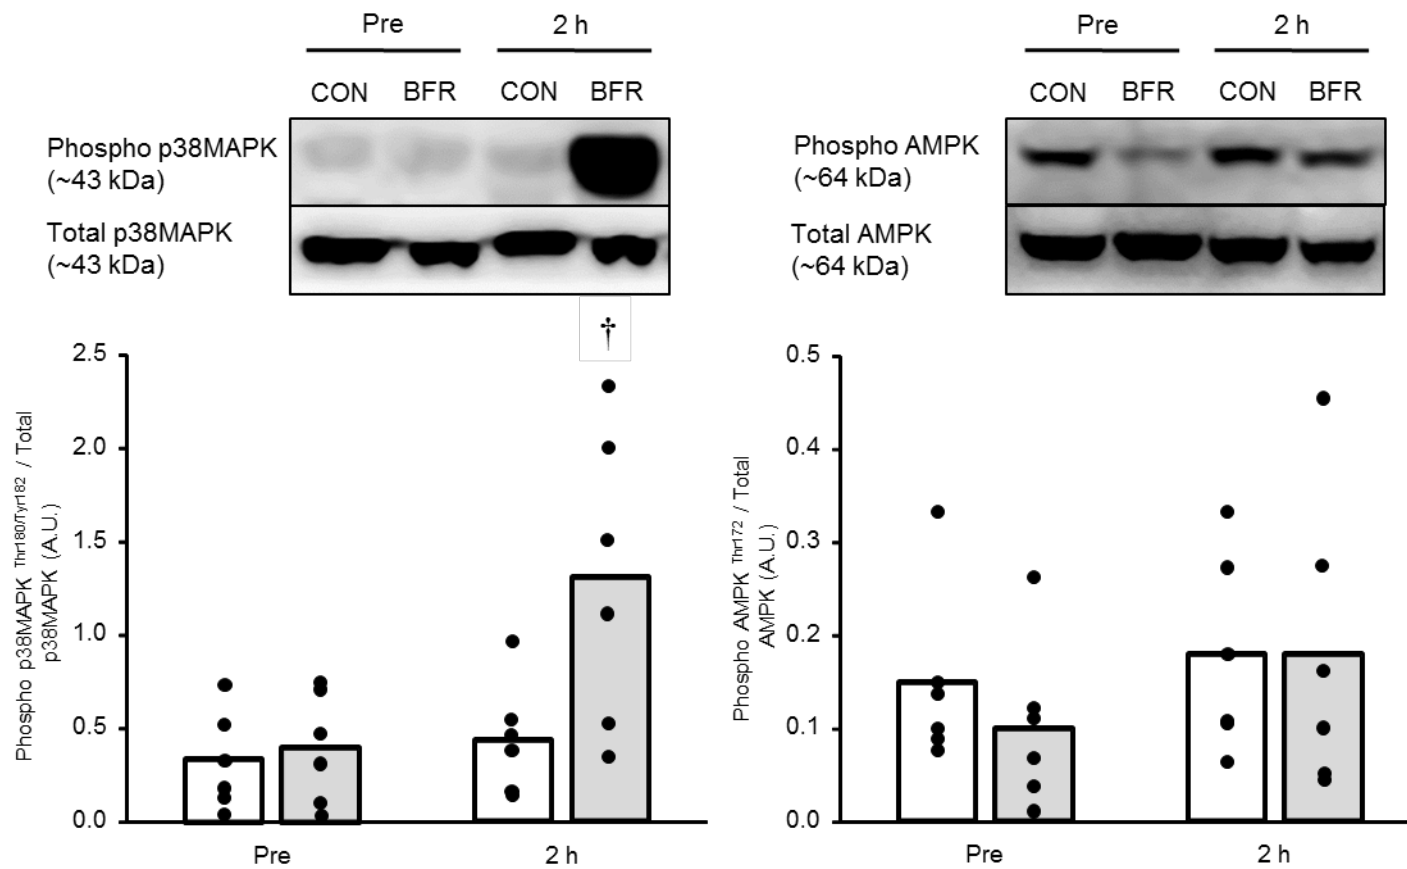 Pre 2 h
CON BFR CON BFR
Phospho p38MAPK
(~43 kDa)
Total p38MAPK
(~43 kDa)
†
2.5
2.0
1.5
1.0
0.5
0.0
Phospho p38MAPK Thr180/Tyr182 / Total
p38MAPK (A.U.)
Pre 2 h
Pre 2 h
CON BFR CON BFR
Phospho AMPK
(~64 kDa)
Total AMPK
(~64 kDa)
0.5
0.4
0.3
0.2
0.1
0.0
Phospho AMPK Thr172 / Total
AMPK (A.U.)
Pre 2 h